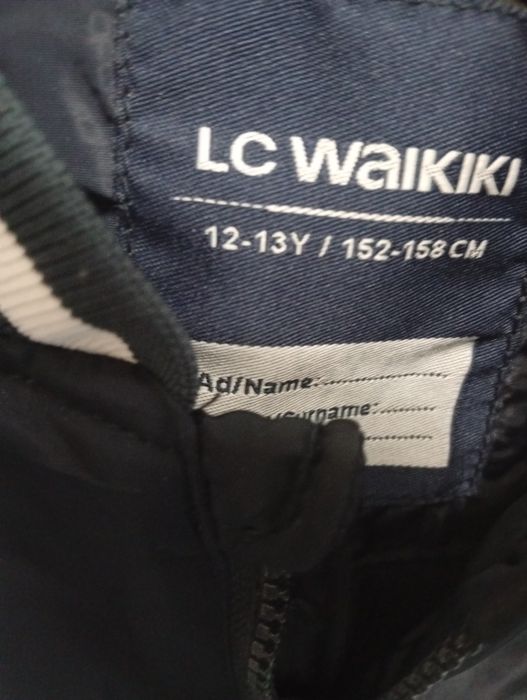 LC WAIKIKI
12-13Y / 152-158 CM
Ad/Name:..................
/Surname:...........